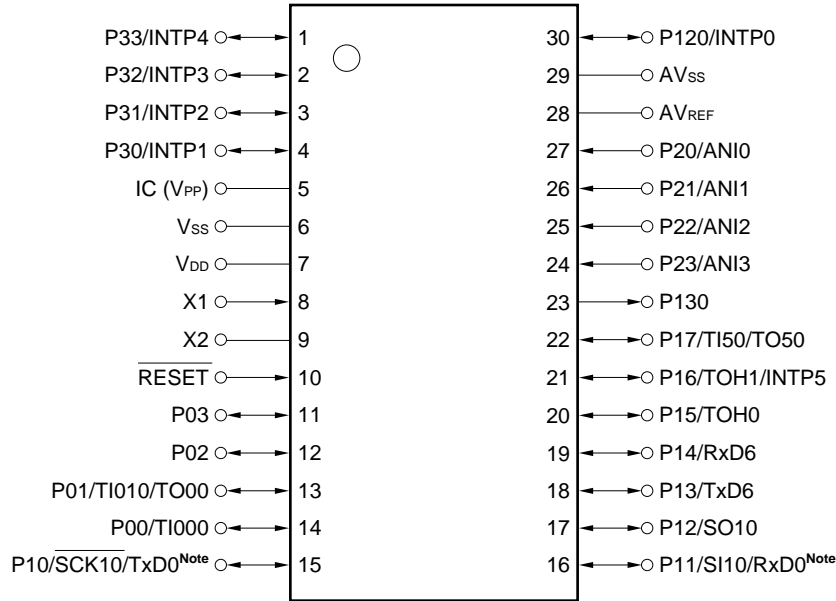 P33/INTP4 1 30 P120/INTP0
P32/INTP3 2 29 AVSS
P31/INTP2 3 28 AVREF
P30/INTP1 4 27 P20/ANI0
IC (VPP) 5 26 P21/ANI1
VSS 6 25 P22/ANI2
VDD 7 24 P23/ANI3
X1 8 23 P130
X2 9 22 P17/TI50/TO50
RESET 10 21 P16/TOH1/INTP5
P03 11 20 P15/TOH0
P02 12 19 P14/RxD6
P01/TI010/TO00 13 18 P13/TxD6
P00/TI000 14 17 P12/SO10
P10/SCK10/TxD0Note 15 16 P11/SI10/RxD0Note